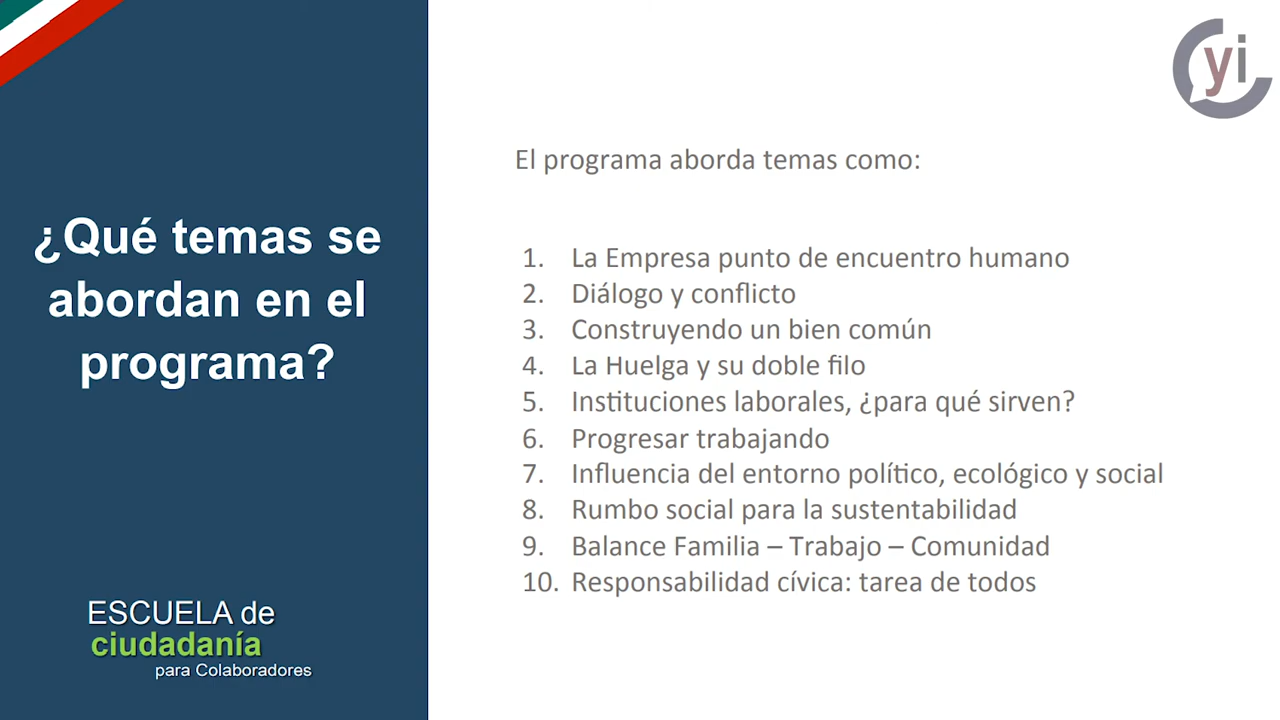 ¿Qué temas se
abordan en el
programa?
ESCUELA de
ciudadanía
para Colaboradores
yi
El programa aborda temas como:
1. La Empresa punto de encuentro humano
2. Diálogo y conflicto
3. Construyendo un bien común
4. La Huelga y su doble filo
5. Instituciones laborales, ¿para qué sirven?
6. Progresar trabajando
7. Influencia del entorno político, ecológico y social
8. Rumbo social para la sustentabilidad
9. Balance Familia – Trabajo – Comunidad
10. Responsabilidad cívica: tarea de todos